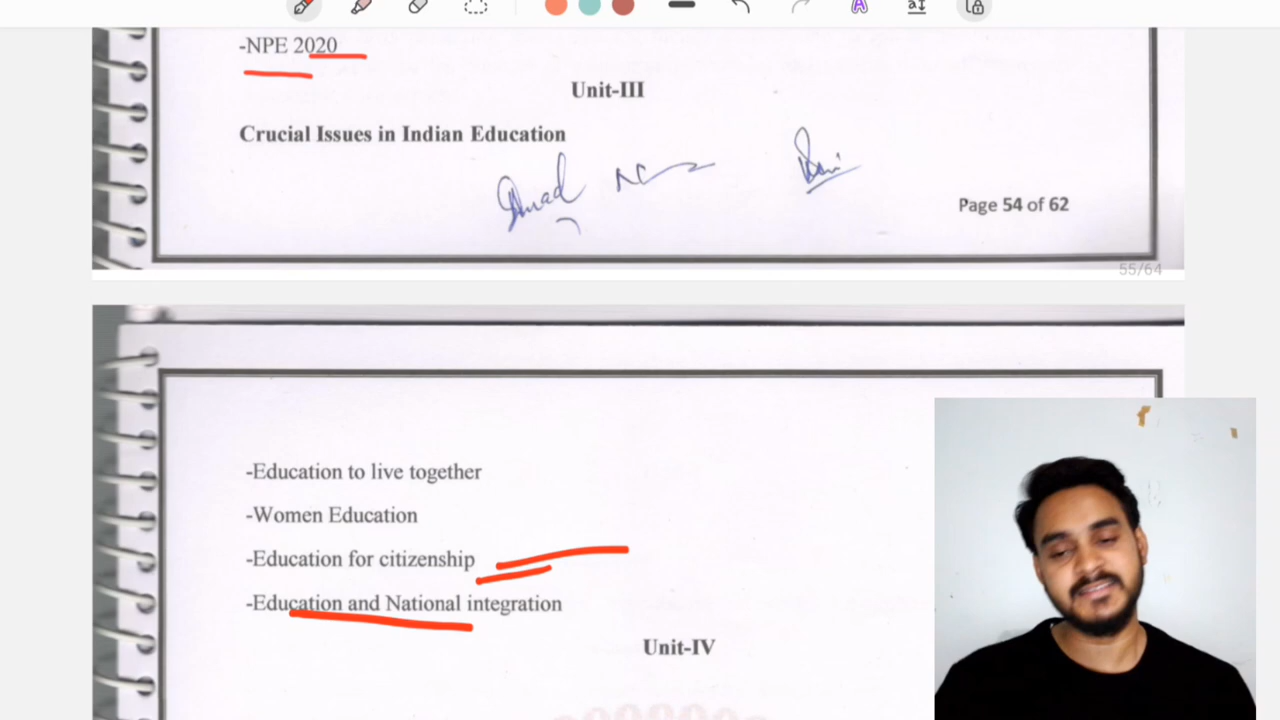 -NPE 2020
Unit-III
Crucial Issues in Indian Education
Page 54 of 62
55/64
-Education to live together
-Women Education
-Education for citizenship
-Education and National integration
Unit-IV